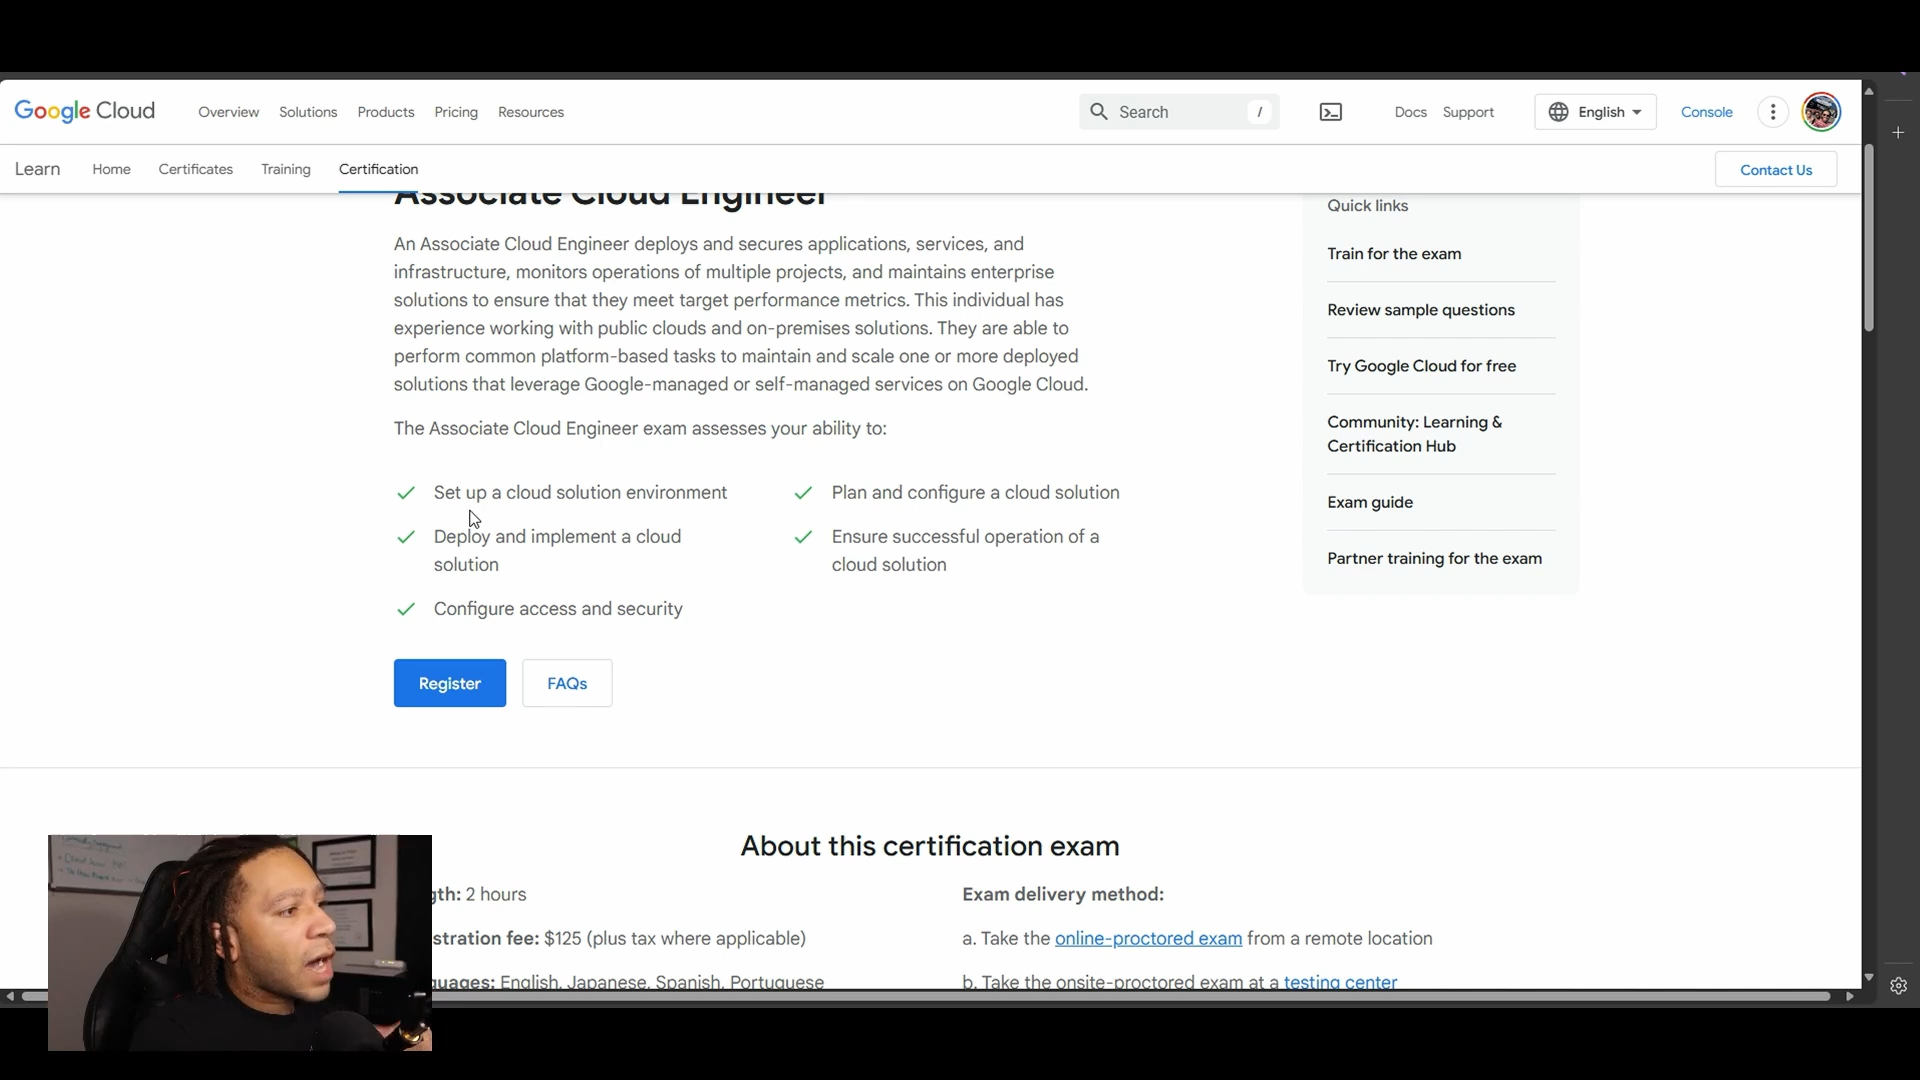 Google Cloud Overview Solutions Products Pricing Resources Search / Docs Support English Console
Learn Home Certificates Training Certification Contact Us
Associate Cloud Engineer
An Associate Cloud Engineer deploys and secures applications, services, and
infrastructure, monitors operations of multiple projects, and maintains enterprise
solutions to ensure that they meet target performance metrics. This individual has
experience working with public clouds and on-premises solutions. They are able to
perform common platform-based tasks to maintain and scale one or more deployed
solutions that leverage Google-managed or self-managed services on Google Cloud.
The Associate Cloud Engineer exam assesses your ability to:
Set up a cloud solution environment
Plan and configure a cloud solution
Deploy and implement a cloud
solution
Ensure successful operation of a
cloud solution
Configure access and security
Register FAQs
Quick links
Train for the exam
Review sample questions
Try Google Cloud for free
Community: Learning &
Certification Hub
Exam guide
Partner training for the exam
About this certification exam
gth: 2 hours
stration fee: $125 (plus tax where applicable)
guages: English, Japanese, Spanish, Portuguese
Exam delivery method:
a. Take the online-proctored exam from a remote location
b. Take the onsite-proctored exam at a testing center